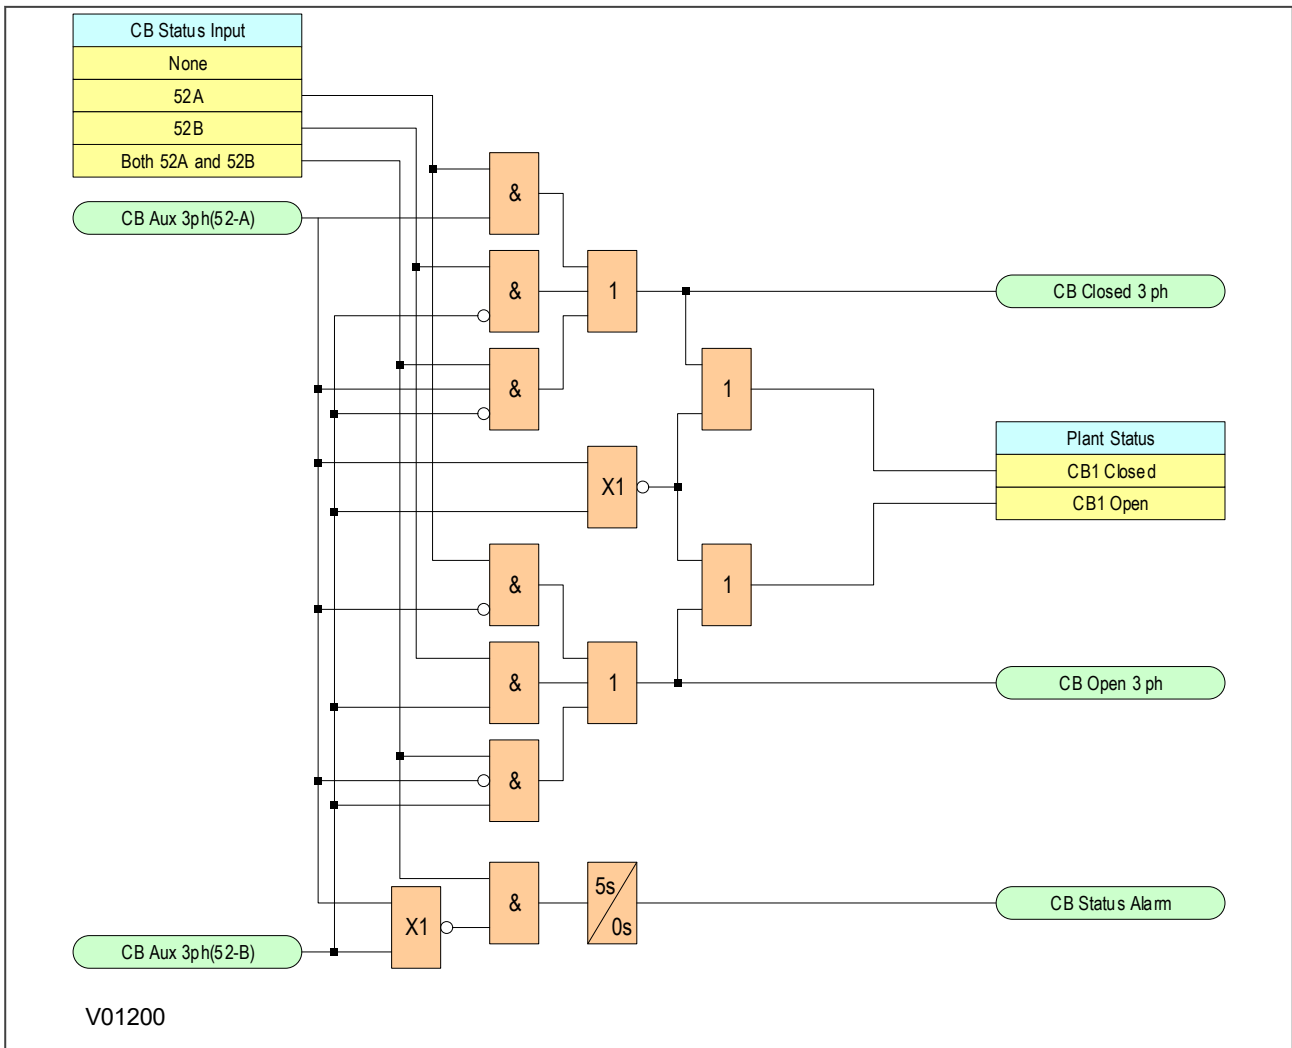 CB Status Input
None
52A
52B
Both 52A and 52B
CB Aux 3ph(52-A)
&
&
1
CB Closed 3 ph
&
1
Plant Status
CB1 Closed
CB1 Open
X1
&
1
&
1
CB Open 3 ph
&
&
5s
0s
CB Status Alarm
X1
CB Aux 3ph(52-B)
V01200